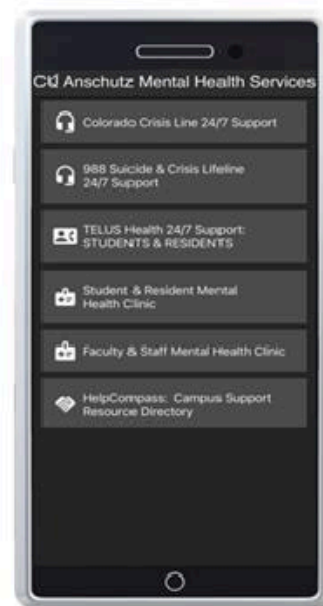 CU Anschutz Mental Health Services
Colorado Crisis Line 24/7 Support
988 Suicide & Crisis Lifeline
24/7 Support
TELUS Health 24/7 Support:
STUDENTS & RESIDENTS
Student & Resident Mental
Health Clinic
Faculty & Staff Mental Health Clinic
HelpCompass: Campus Support
Resource Directory